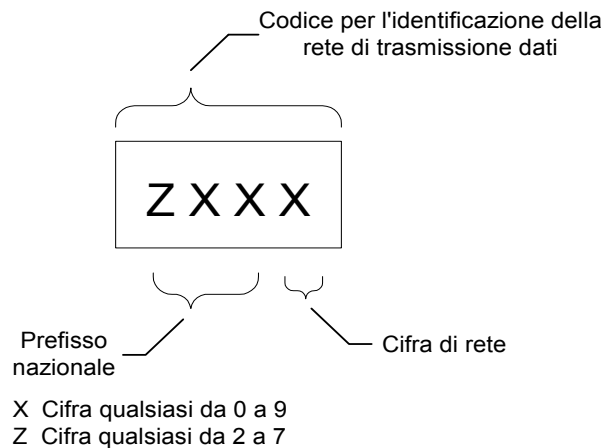 Codice per l'identificazione della
rete di trasmissione dati
Z X X X
Prefisso
nazionale
Cifra di rete
X Cifra qualsiasi da 0 a 9
Z Cifra qualsiasi da 2 a 7